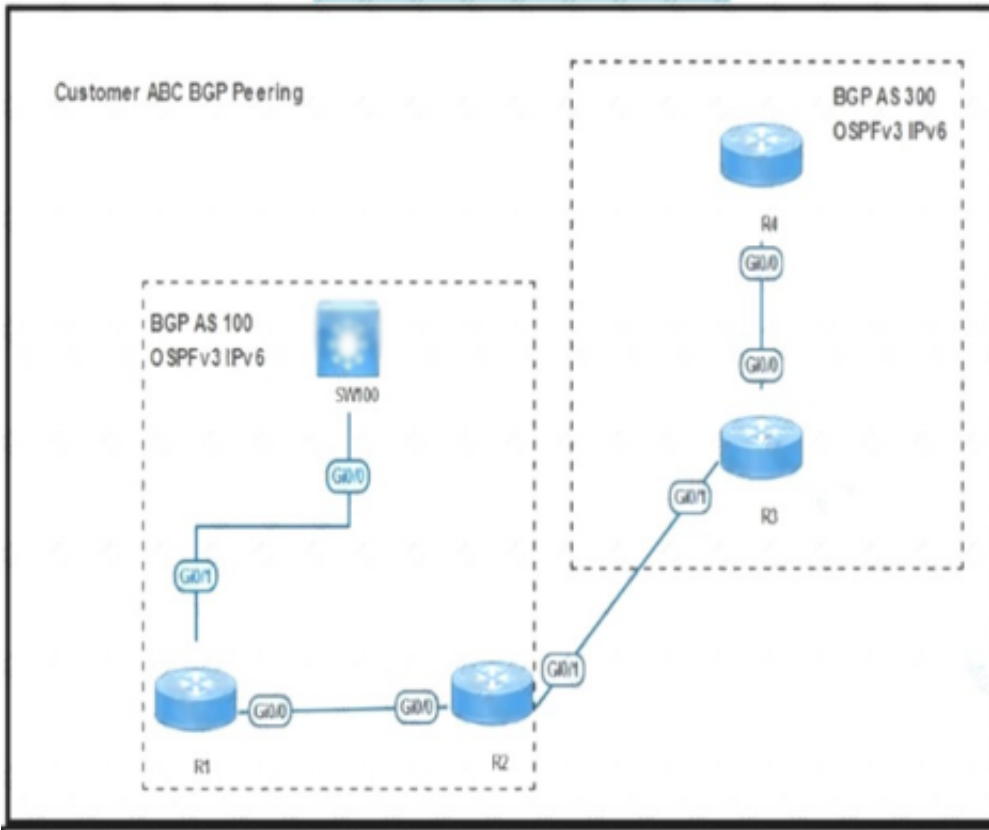 Customer ABC BGP Peering
BGP AS 300
OSPFv3 IPv6
R4
Gi0/0
Gi0/0
R3
Gi0/1
BGP AS 100
OSPFv3 IPv6
SW100
Gi0/0
Gi0/1
Gi0/1
Gi0/0
Gi0/0
R1
R2